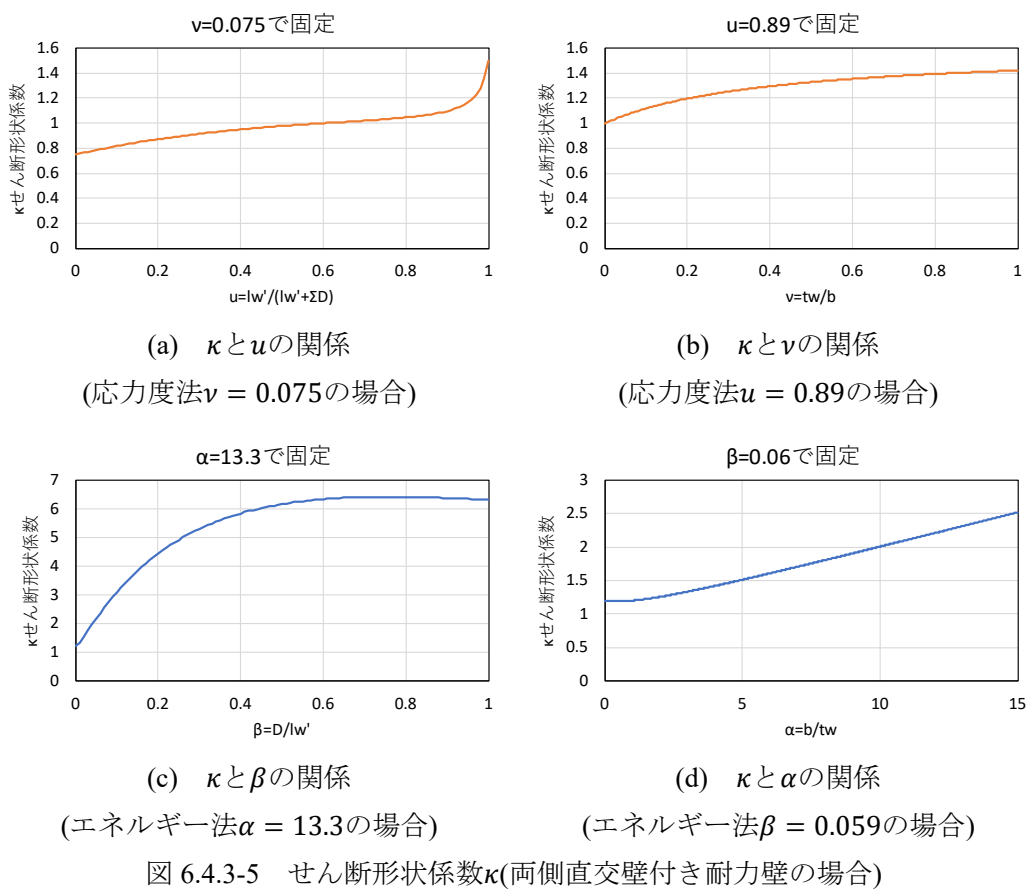 ν=0.075で固定
1.6
1.4
1.2
1
0.8
0.6
0.4
0.2
0
κせん断形状係数
0 0.2 0.4 0.6 0.8 1
u=lw'/(lw'+ΣD)
(a) κとuの関係
(応力度法ν = 0.075の場合)
u=0.89で固定
1.6
1.4
1.2
1
0.8
0.6
0.4
0.2
0
κせん断形状係数
0 0.2 0.4 0.6 0.8 1
ν=tw/b
(b) κとνの関係
(応力度法u = 0.89の場合)
α=13.3で固定
7
6
5
4
3
2
1
0
κせん断形状係数
0 0.2 0.4 0.6 0.8 1
β=D/lw'
(c) κとβの関係
(エネルギー法α = 13.3の場合)
β=0.06で固定
3
2.5
2
1.5
1
0.5
0
κせん断形状係数
0 5 10 15
α=b/tw
(d) κとαの関係
(エネルギー法β = 0.059の場合)
図 6.4.3-5 せん断形状係数κ(両側直交壁付き耐力壁の場合)